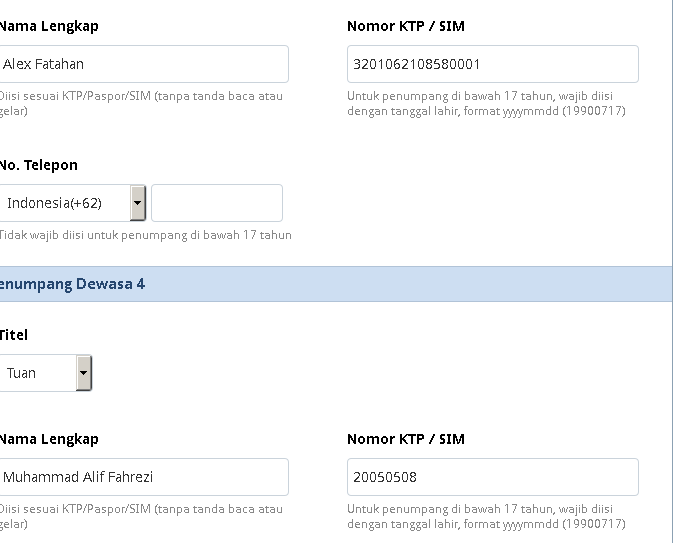 Nama Lengkap
Nomor KTP / SIM
Alex Fatahan
3201062108580001
Diisi sesuai KTP/Paspor/SIM (tanpa tanda baca atau
gelar)
Untuk penumpang di bawah 17 tahun, wajib diisi
dengan tanggal lahir, format yyyymmdd (19900717)
No. Telepon
Indonesia(+62)
Tidak wajib diisi untuk penumpang di bawah 17 tahun
enumpang Dewasa 4
Titel
Tuan
Nama Lengkap
Nomor KTP / SIM
Muhammad Alif Fahrezi
20050508
Diisi sesuai KTP/Paspor/SIM (tanpa tanda baca atau
gelar)
Untuk penumpang di bawah 17 tahun, wajib diisi
dengan tanggal lahir, format yyyymmdd (19900717)